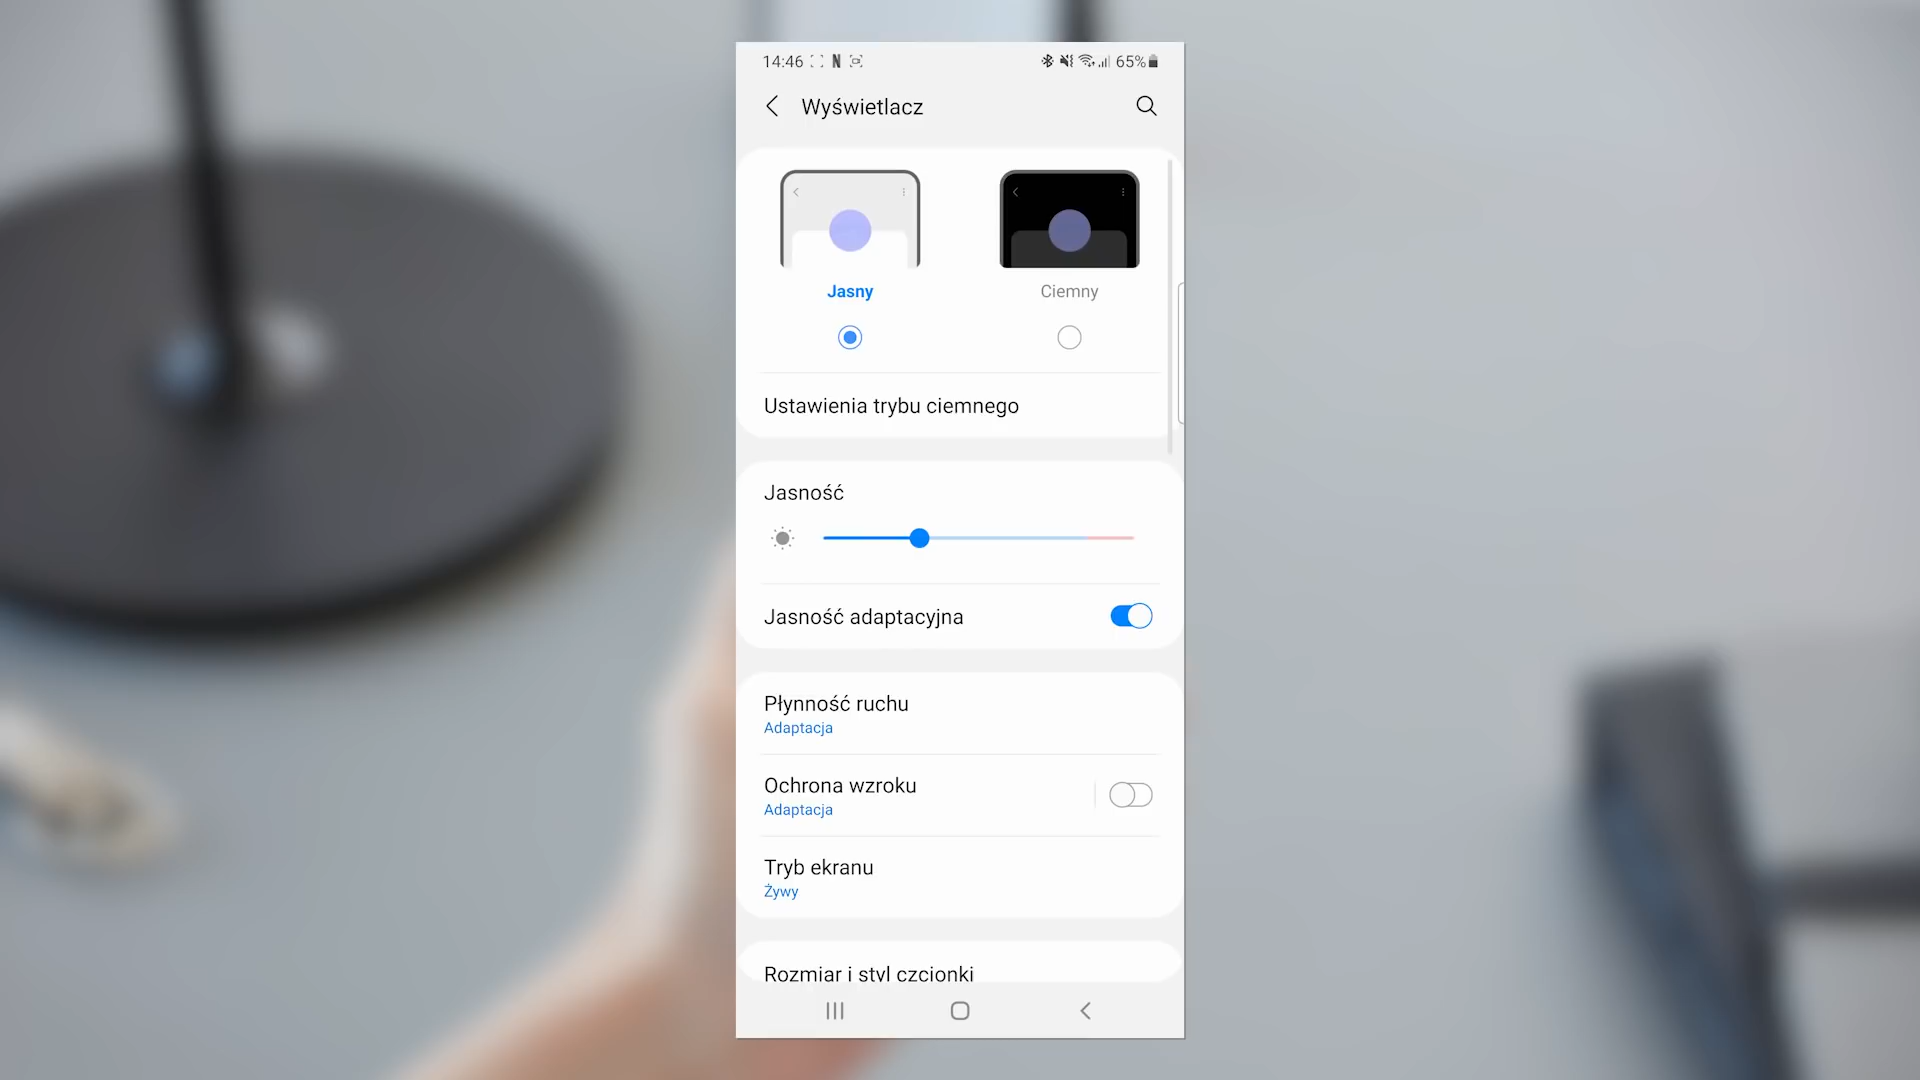 14:46 N 65%
Wyświetlacz
Jasny Ciemny
Ustawienia trybu ciemnego
Jasność
Jasność adaptacyjna
Płynność ruchu
Adaptacja
Ochrona wzroku
Adaptacja
Tryb ekranu
Żywy
Rozmiar i styl czcionki